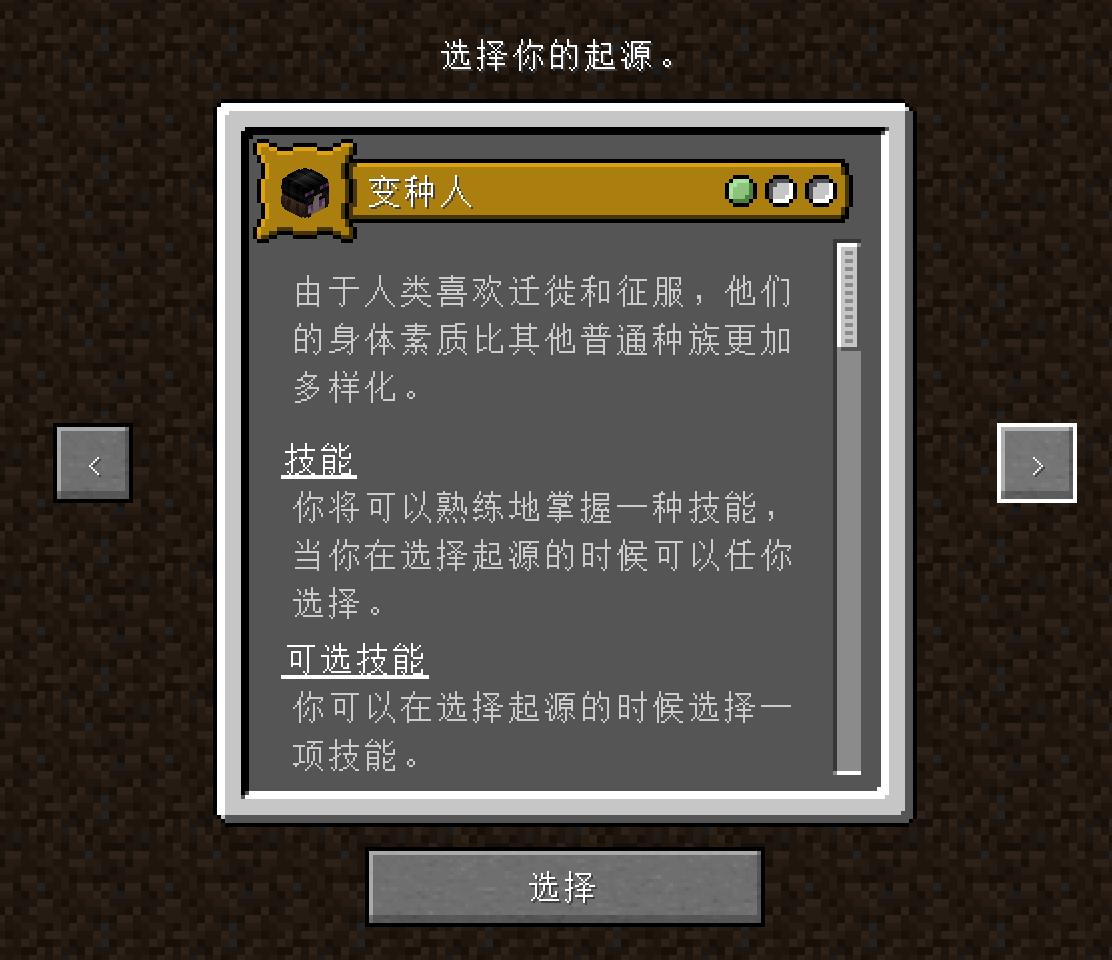 选择你的起源。
变种人
由于人类喜欢迁徙和征服，他们
的身体素质比其他普通种族更加
多样化。
技能
你将可以熟练地掌握一种技能，
当你在选择起源的时候可以任你
选择。
可选技能
你可以在选择起源的时候选择一
项技能。
<
>
选择